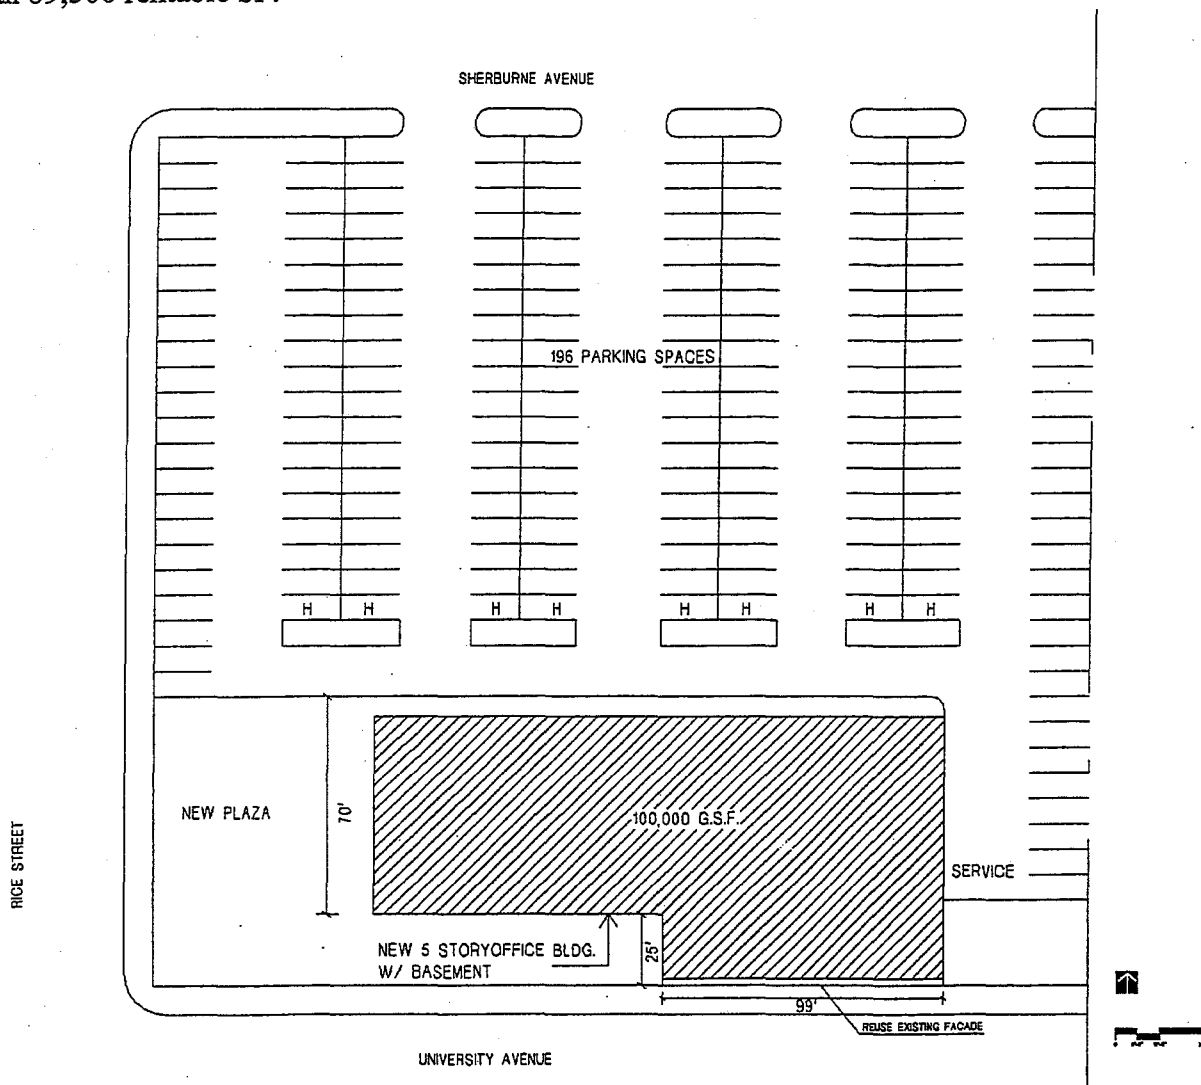 SHERBURNE AVENUE
196 PARKING SPACES
H H H H H H H H
70'
NEW PLAZA
100,000 G.S.F.
RICE STREET
SERVICE
NEW 5 STORYOFFICE BLDG.
W/ BASEMENT
25'
99'
REUSE EXISTING FACADE
UNIVERSITY AVENUE